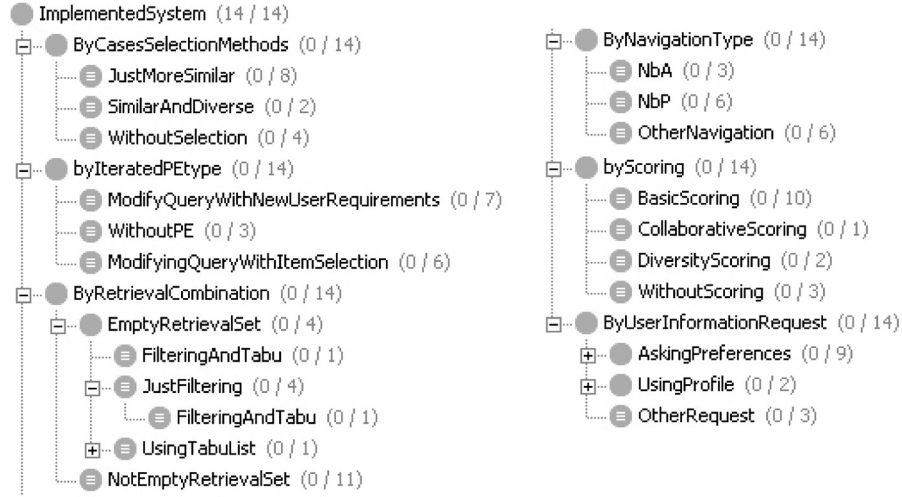 ImplementedSystem (14 / 14)
ByCasesSelectionMethods (0 / 14)
JustMoreSimilar (0 / 8)
SimilarAndDiverse (0 / 2)
WithoutSelection (0 / 4)
byIteratedPEtype (0 / 14)
ModifyQueryWithNewUserRequirements (0 / 7)
WithoutPE (0 / 3)
ModifyingQueryWithItemSelection (0 / 6)
ByRetrievalCombination (0 / 14)
EmptyRetrievalSet (0 / 4)
FilteringAndTabu (0 / 1)
JustFiltering (0 / 4)
FilteringAndTabu (0 / 1)
UsingTabuList (0 / 1)
NotEmptyRetrievalSet (0 / 11)
ByNavigationType (0 / 14)
NbA (0 / 3)
NbP (0 / 6)
OtherNavigation (0 / 6)
byScoring (0 / 14)
BasicScoring (0 / 10)
CollaborativeScoring (0 / 1)
DiversityScoring (0 / 2)
WithoutScoring (0 / 3)
ByUserInformationRequest (0 / 14)
AskingPreferences (0 / 9)
UsingProfile (0 / 2)
OtherRequest (0 / 3)